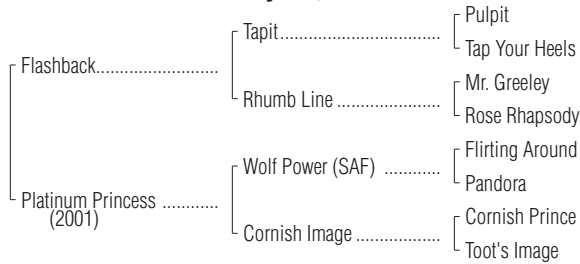 Pulpit
Tapit....................................
Tap Your Heels
Flashback..........................
Mr. Greeley
Rhumb Line .......................
Rose Rhapsody
Flirting Around
Wolf Power (SAF) ............
Pandora
Platinum Princess ............
(2001)
Cornish Prince
Cornish Image ..................
Toot's Image